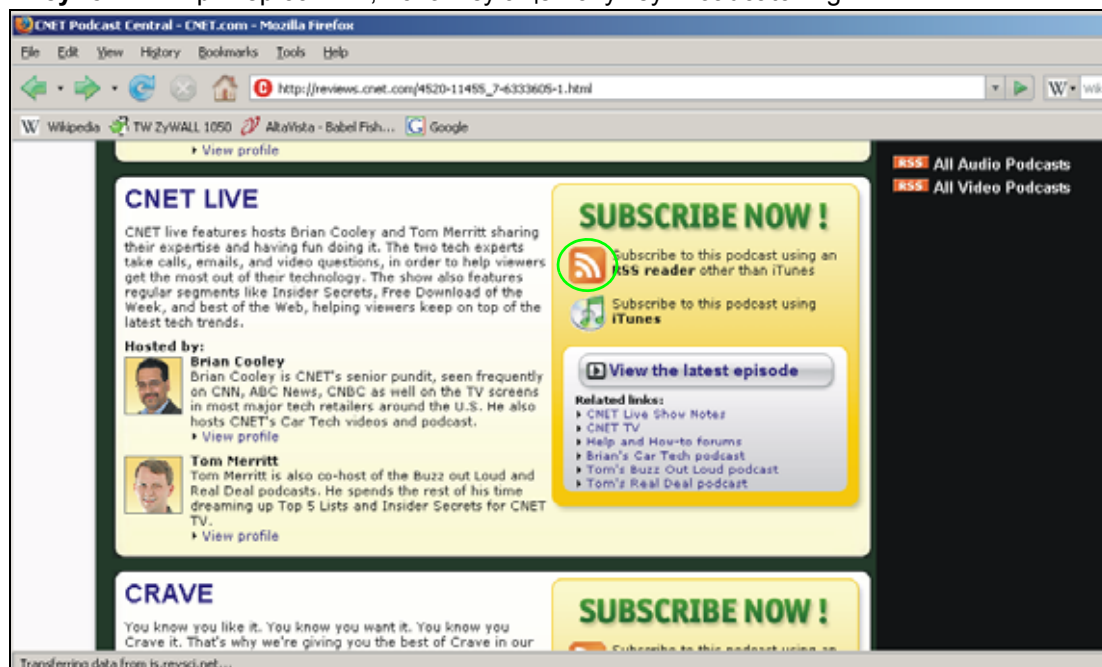 CNET Podcast Central - CNET.com - Mozilla Firefox
File Edit View History Bookmarks Tools Help
http://reviews.cnet.com/4520-11455_7-6333605-1.html
W
Wikipedia TW ZyWALL 1050 AltaVista - Babel Fish... Google
View profile
RSS All Audio Podcasts
RSS All Video Podcasts
CNET LIVE
CNET live features hosts Brian Cooley and Tom Merritt sharing
their expertise and having fun doing it. The two tech experts
take calls, emails, and video questions, in order to help viewers
get the most out of their technology. The show also features
regular segments like Insider Secrets, Free Download of the
Week, and best of the Web, helping viewers keep on top of the
latest tech trends.
Hosted by:
Brian Cooley
Brian Cooley is CNET's senior pundit, seen frequently
on CNN, ABC News, CNBC as well on the TV screens
in most major tech retailers around the U.S. He also
hosts CNET's Car Tech videos and podcast.
View profile
Tom Merritt
Tom Merritt is also co-host of the Buzz out Loud and
Real Deal podcasts. He spends the rest of his time
dreaming up Top 5 Lists and Insider Secrets for CNET
TV.
View profile
SUBSCRIBE NOW !
Subscribe to this podcast using an
RSS reader other than iTunes
Subscribe to this podcast using
iTunes
View the latest episode
Related links:
CNET Live Show Notes
CNET TV
Help and How-to forums
Brian's Car Tech podcast
Tom's Buzz Out Loud podcast
Tom's Real Deal podcast
CRAVE
You know you like it. You know you want it. You know you
Crave it. That's why we're giving you the best of Crave in our
SUBSCRIBE NOW !
Subscribe to this podcast using an
Transferring data from js.revsci.net...